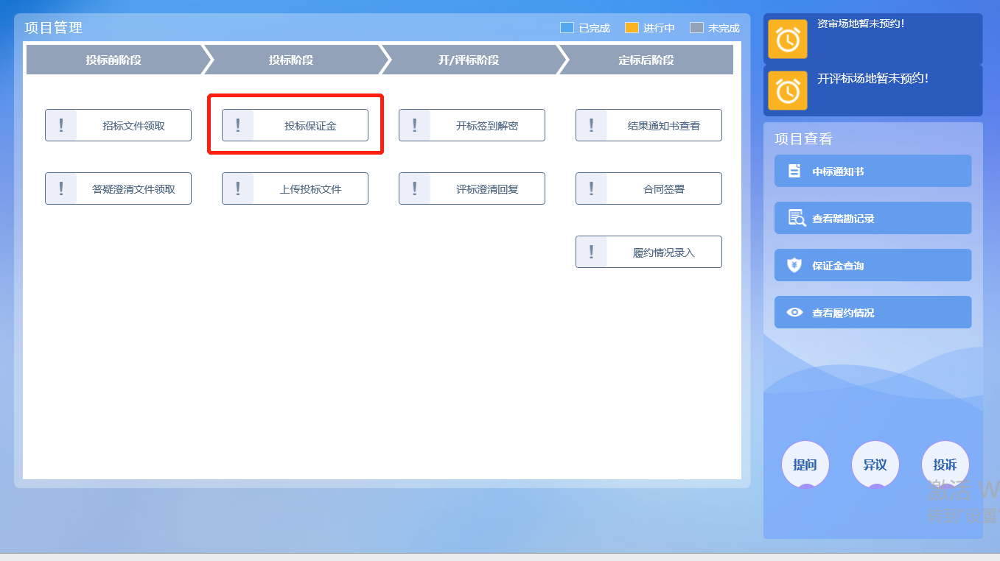 项目管理
已完成 进行中 未完成
投标前阶段 投标阶段 开/评标阶段 定标后阶段
! 招标文件领取 ! 投标保证金 ! 开标签到解密 ! 结果通知书查看
! 答疑澄清文件领取 ! 上传投标文件 ! 评标澄清回复 ! 合同签署
! 履约情况录入
资审场地暂未预约!
开评标场地暂未预约!
项目查看
中标通知书
查看踏勘记录
保证金查询
查看履约情况
提问 异议 投诉
激活 W
转到"设置